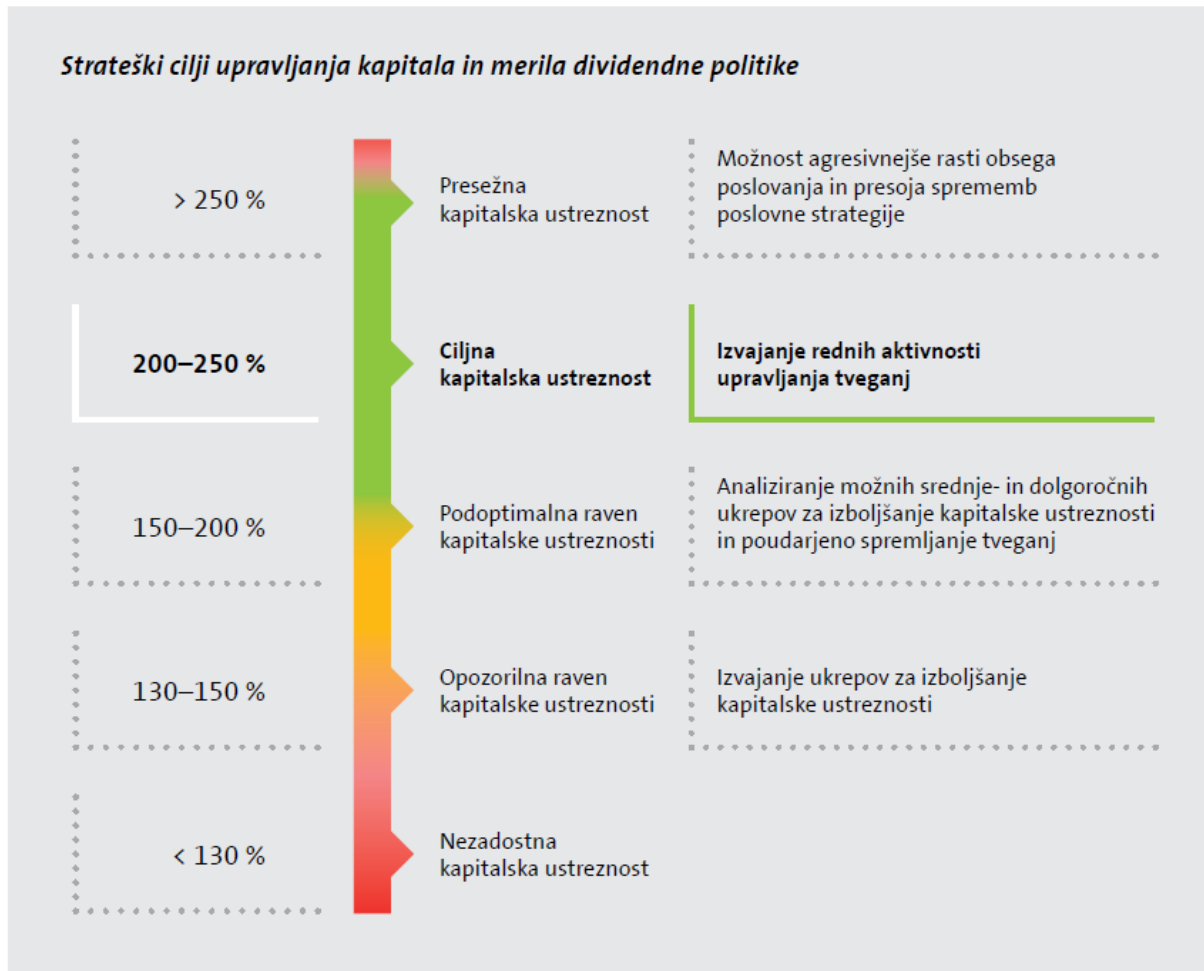 Strateški cilji upravljanja kapitala in merila dividendne politike
> 250 %
Presežna
kapitalska ustreznost
Možnost agresivnejše rasti obsega
poslovanja in presoja sprememb
poslovne strategije
200–250 %
Ciljna
kapitalska ustreznost
Izvajanje rednih aktivnosti
upravljanja tveganj
150–200 %
Podoptimalna raven
kapitalske ustreznosti
Analiziranje možnih srednje- in dolgoročnih
ukrepov za izboljšanje kapitalske ustreznosti
in poudarjeno spremljanje tveganj
130–150 %
Opozorilna raven
kapitalske ustreznosti
Izvajanje ukrepov za izboljšanje
kapitalske ustreznosti
< 130 %
Nezadostna
kapitalska ustreznost